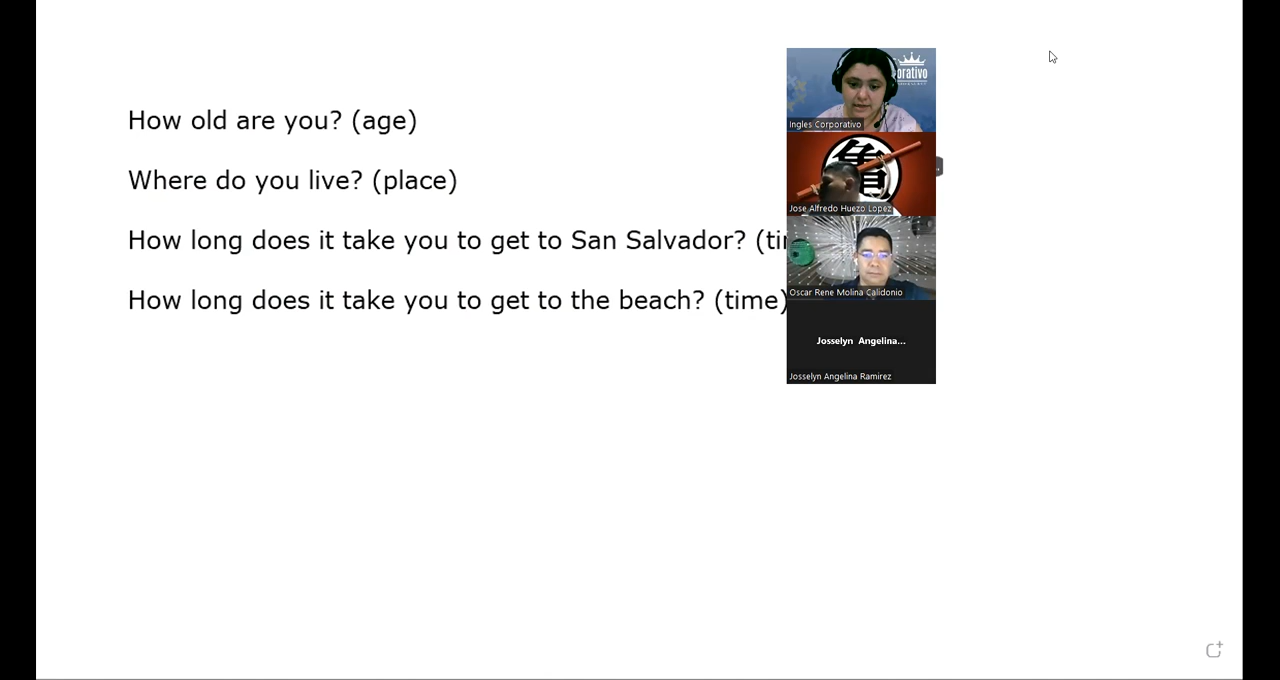 How old are you? (age)
Where do you live? (place)
How long does it take you to get to San Salvador?
How long does it take you to get to the beach? (time)
orativo
Ingles Corporativo
亀
Jose Alfredo Huezo Lopez
Oscar Rene Molina Calidonio
Josselyn Angelina...
Josselyn Angelina Ramirez